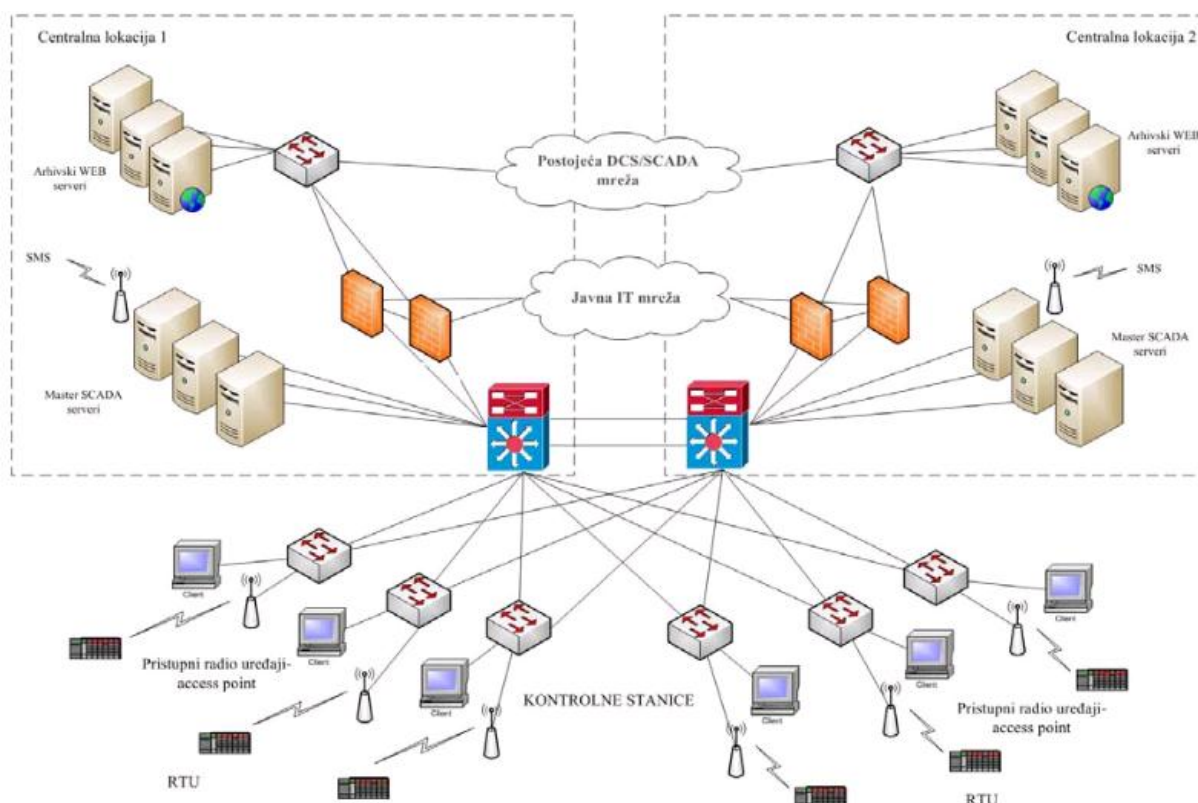 Centralna lokacija 1
Centralna lokacija 2
Arhivski WEB
serveri
Postojeća DCS/SCADA
mreža
Arhivski WEB
serveri
SMS
Javna IT mreža
SMS
Master SCADA
serveri
Master SCADA
serveri
Client
Client
Client
Client
Client
Client
Pristupni radio uređaji-
access point
KONTROLNE STANICE
Pristupni radio uređaji-
access point
RTU
RTU